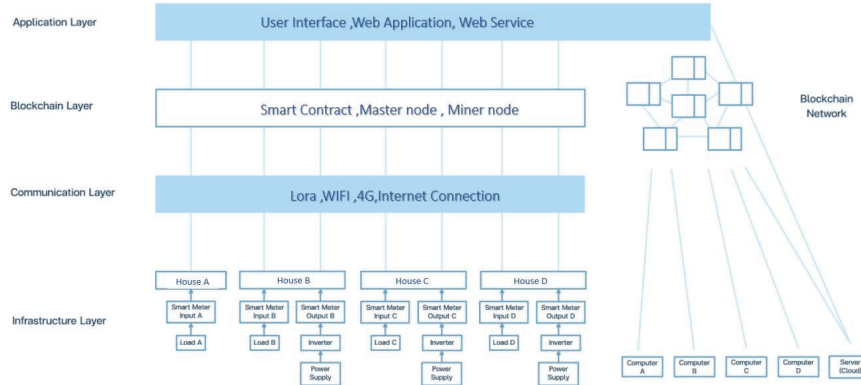 Application Layer
User Interface ,Web Application, Web Service
Blockchain Layer
Smart Contract ,Master node , Miner node
Blockchain
Network
Communication Layer
Lora ,WIFI ,4G,Internet Connection
Infrastructure Layer
House A
House B
House C
House D
Smart Meter
Input A
Smart Meter
Input B
Smart Meter
Output B
Smart Meter
Input C
Smart Meter
Output C
Smart Meter
Input D
Smart Meter
Output D
Load A
Load B
Inverter
Load C
Inverter
Load D
Inverter
Power
Supply
Power
Supply
Power
Supply
Computer
A
Computer
B
Computer
C
Computer
D
Server
(Cloud)